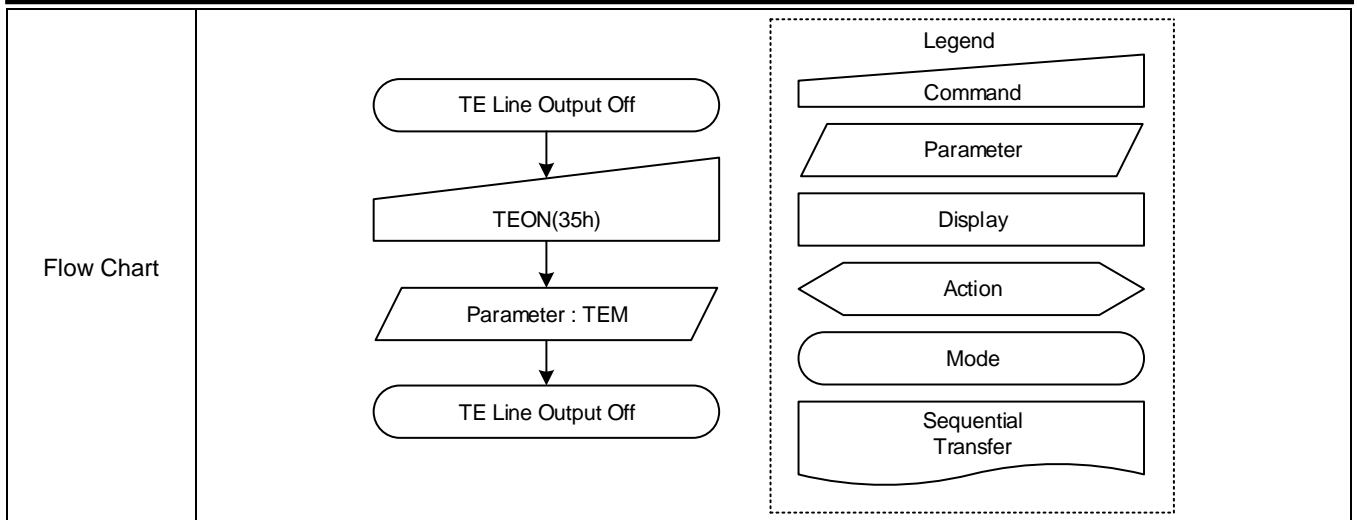 Flow Chart
TE Line Output Off
TEON(35h)
Parameter : TEM
TE Line Output Off
Legend
Command
Parameter
Display
Action
Mode
Sequential
Transfer